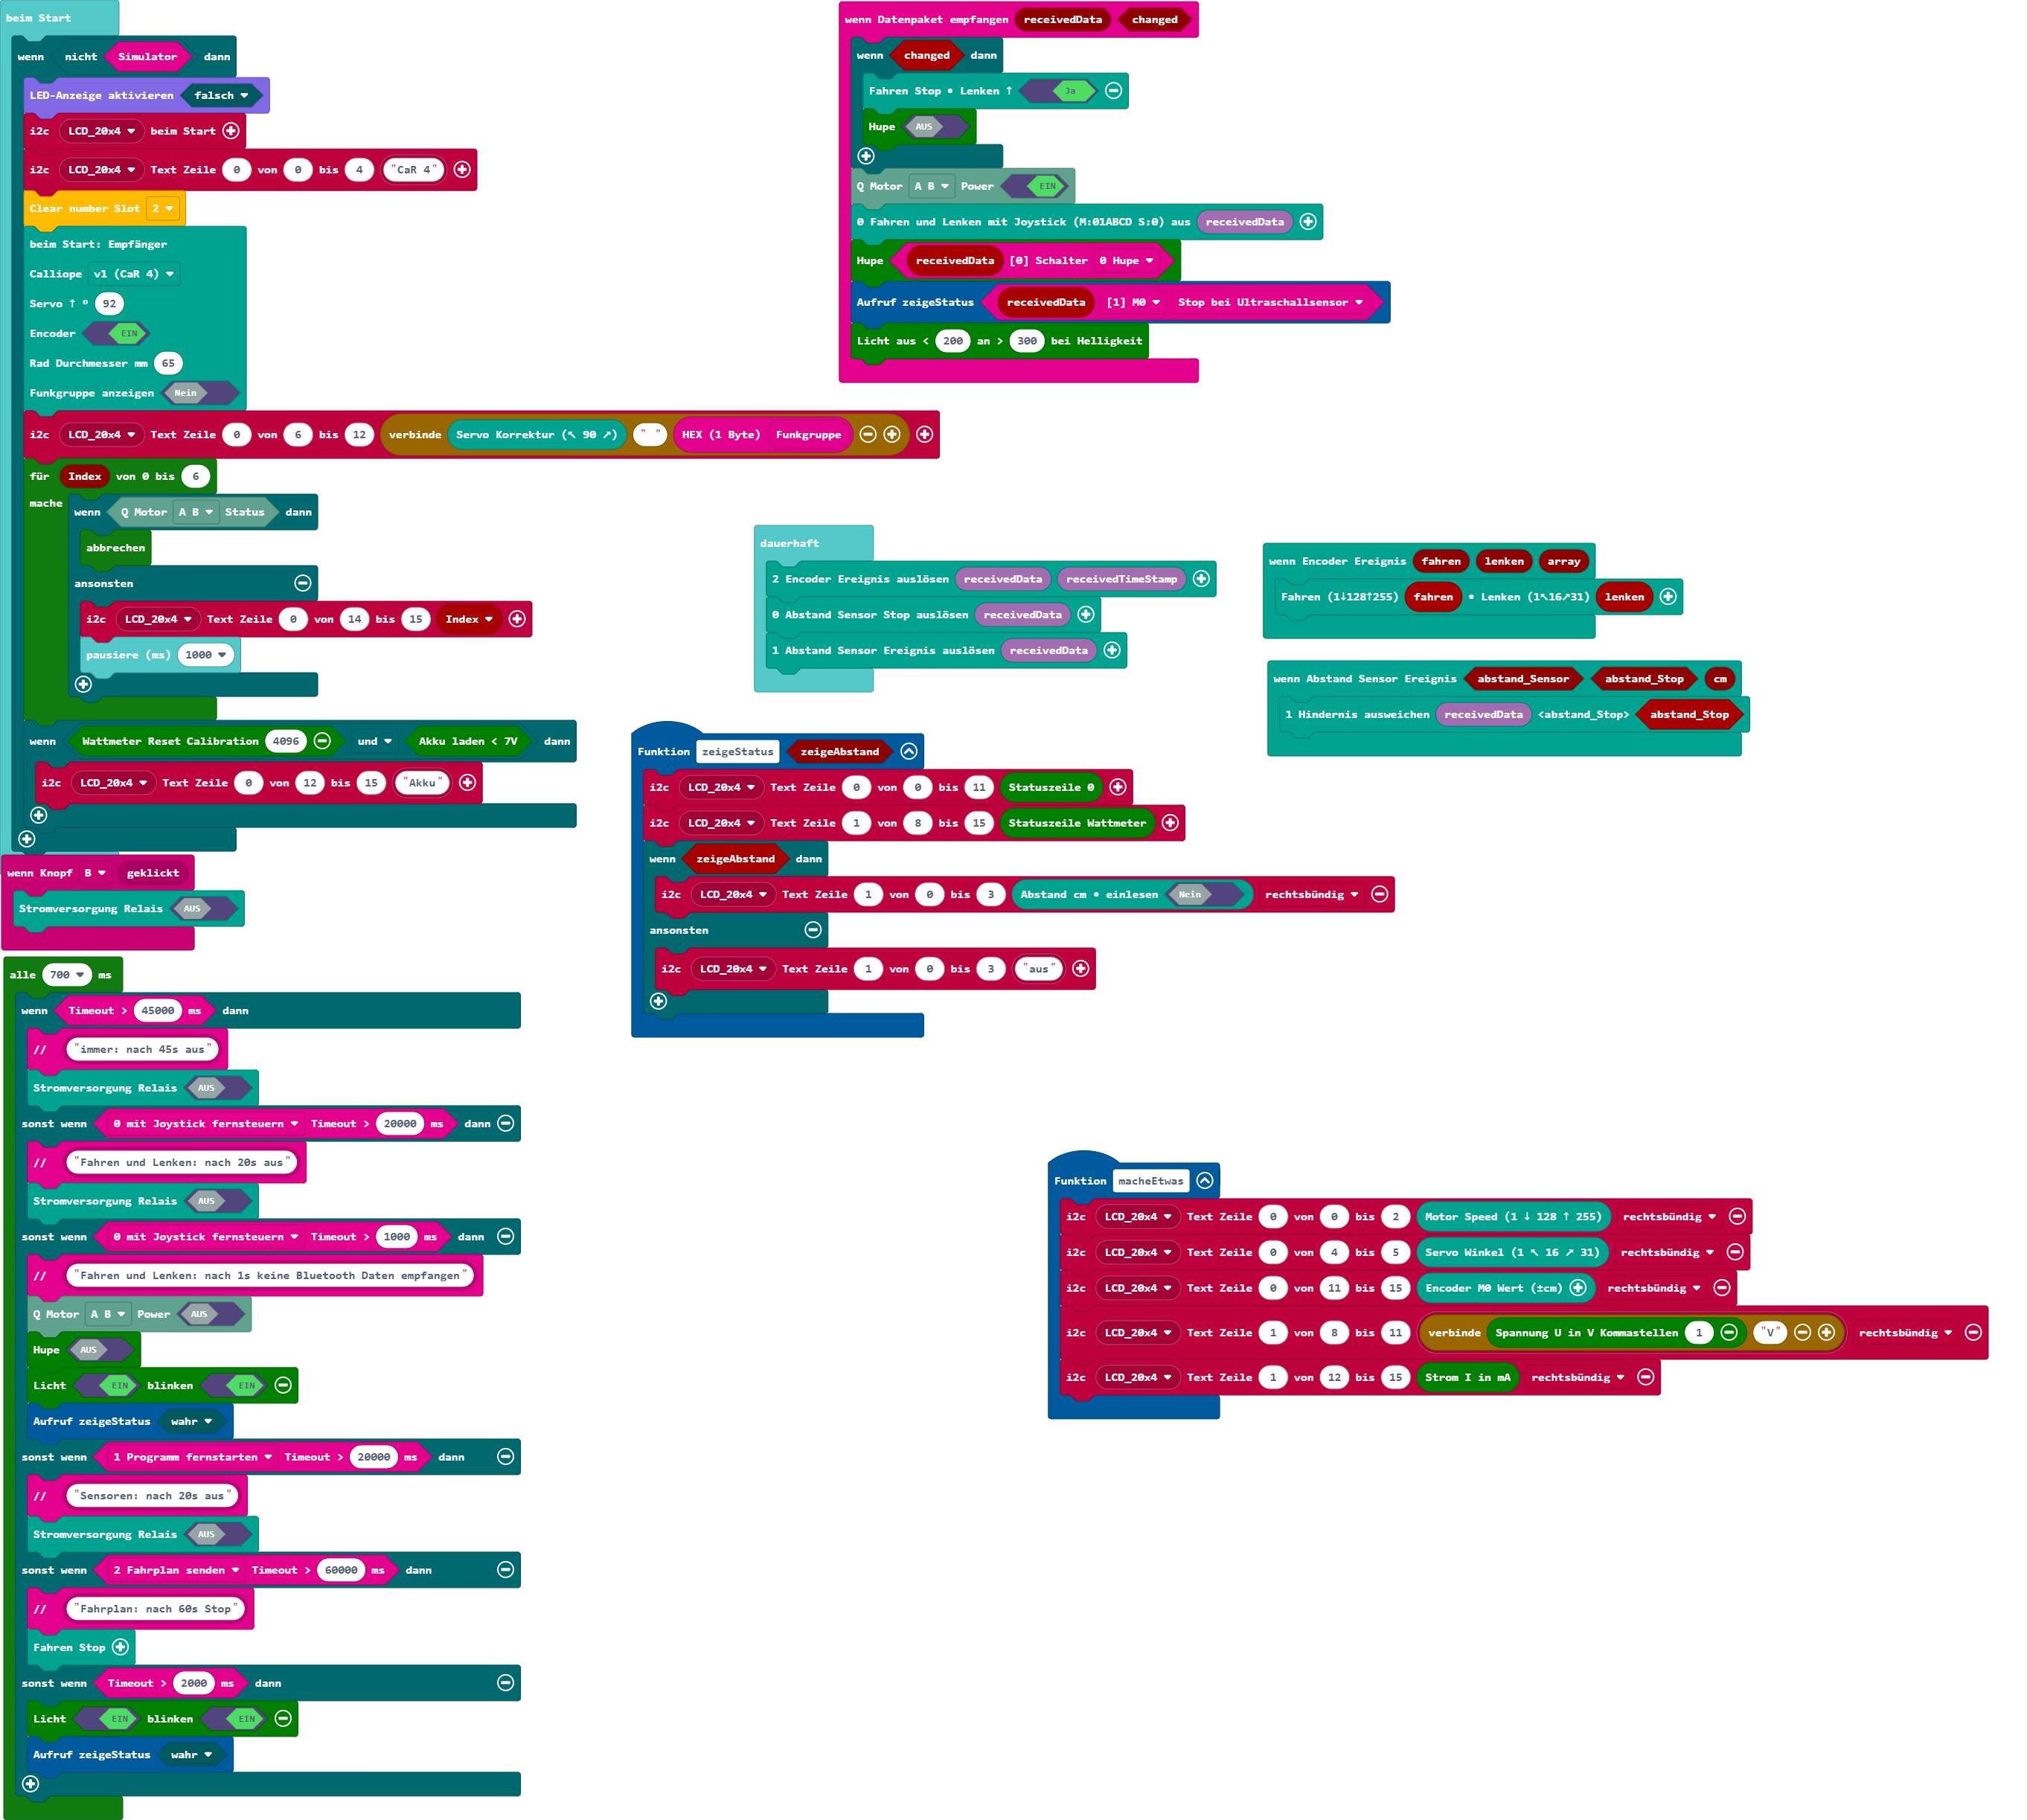 beim Start
wenn nicht Simulator dann
LED-Anzeige aktivieren falsch
i2c LCD_20x4 beim Start
i2c LCD_20x4 Text Zeile 0 von 0 bis 4 "CaR 4"
Clear number Slot 2
beim Start: Empfänger
Calliope v1 (CaR 4)
Servo ↑ ° 92
Encoder EIN
Rad Durchmesser mm 65
Funkgruppe anzeigen Nein
i2c LCD_20x4 Text Zeile 0 von 6 bis 12 verbinde Servo Korrektur (↖ 90 ↗) " " HEX (1 Byte) Funkgruppe
für Index von 0 bis 6
mache
wenn Q Motor A B Status dann
abbrechen
ansonsten
i2c LCD_20x4 Text Zeile 0 von 14 bis 15 Index
pausiere (ms) 1000
wenn Wattmeter Reset Calibration 4096 und Akku laden < 7V dann
i2c LCD_20x4 Text Zeile 0 von 12 bis 15 "Akku"
wenn Knopf B geklickt
Stromversorgung Relais AUS
alle 700 ms
wenn Timeout > 45000 ms dann
// "immer: nach 45s aus"
Stromversorgung Relais AUS
sonst wenn 0 mit Joystick fernsteuern Timeout > 20000 ms dann
// "Fahren und Lenken: nach 20s aus"
Stromversorgung Relais AUS
sonst wenn 0 mit Joystick fernsteuern Timeout > 1000 ms dann
// "Fahren und Lenken: nach 1s keine Bluetooth Daten empfangen"
Q Motor A B Power AUS
Hupe AUS
Licht EIN blinken EIN
Aufruf zeigeStatus wahr
sonst wenn 1 Programm fernstarten Timeout > 20000 ms dann
// "Sensoren: nach 20s aus"
Stromversorgung Relais AUS
sonst wenn 2 Fahrplan senden Timeout > 60000 ms dann
// "Fahrplan: nach 60s Stop"
Fahren Stop
sonst wenn Timeout > 2000 ms dann
Licht EIN blinken EIN
Aufruf zeigeStatus wahr
wenn Datenpaket empfangen receivedData changed
wenn changed dann
Fahren Stop • Lenken ↑ Ja
Hupe AUS
Q Motor A B Power EIN
0 Fahren und Lenken mit Joystick (M:01ABCD S:0) aus receivedData
Hupe receivedData [0] Schalter 0 Hupe
Aufruf zeigeStatus receivedData [1] M0 Stop bei Ultraschallsensor
Licht aus < 200 an > 300 bei Helligkeit
dauerhaft
2 Encoder Ereignis auslösen receivedData receivedTimeStamp
0 Abstand Sensor Stop auslösen receivedData
1 Abstand Sensor Ereignis auslösen receivedData
wenn Encoder Ereignis fahren lenken array
Fahren (1↓128↑255) fahren • Lenken (1↖16↗31) lenken
wenn Abstand Sensor Ereignis abstand_Sensor abstand_Stop cm
1 Hindernis ausweichen receivedData <abstand_Stop> abstand_Stop
Funktion zeigeStatus zeigeAbstand
i2c LCD_20x4 Text Zeile 0 von 0 bis 11 Statuszeile 0
i2c LCD_20x4 Text Zeile 1 von 8 bis 15 Statuszeile Wattmeter
wenn zeigeAbstand dann
i2c LCD_20x4 Text Zeile 1 von 0 bis 3 Abstand cm • einlesen Nein rechtsbündig
ansonsten
i2c LCD_20x4 Text Zeile 1 von 0 bis 3 "aus"
Funktion macheEtwas
i2c LCD_20x4 Text Zeile 0 von 0 bis 2 Motor Speed (1 ↓ 128 ↑ 255) rechtsbündig
i2c LCD_20x4 Text Zeile 0 von 4 bis 5 Servo Winkel (1 ↖ 16 ↗ 31) rechtsbündig
i2c LCD_20x4 Text Zeile 0 von 11 bis 15 Encoder M0 Wert (±cm) rechtsbündig
i2c LCD_20x4 Text Zeile 1 von 8 bis 11 verbinde Spannung U in V Kommastellen 1 "V" rechtsbündig
i2c LCD_20x4 Text Zeile 1 von 12 bis 15 Strom I in mA rechtsbündig